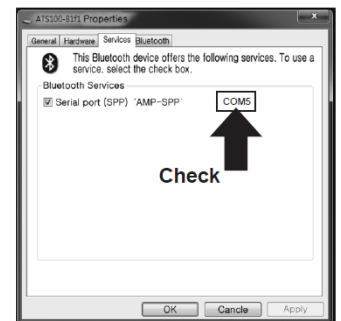 ATS100-81f1 Properties
General Hardware Services Bluetooth
This Bluetooth device offers the following services. To use a
service. select the check box.
Bluetooth Services
Serial port (SPP) 'AMP-SPP' COM5
Check
OK Cancle Apply